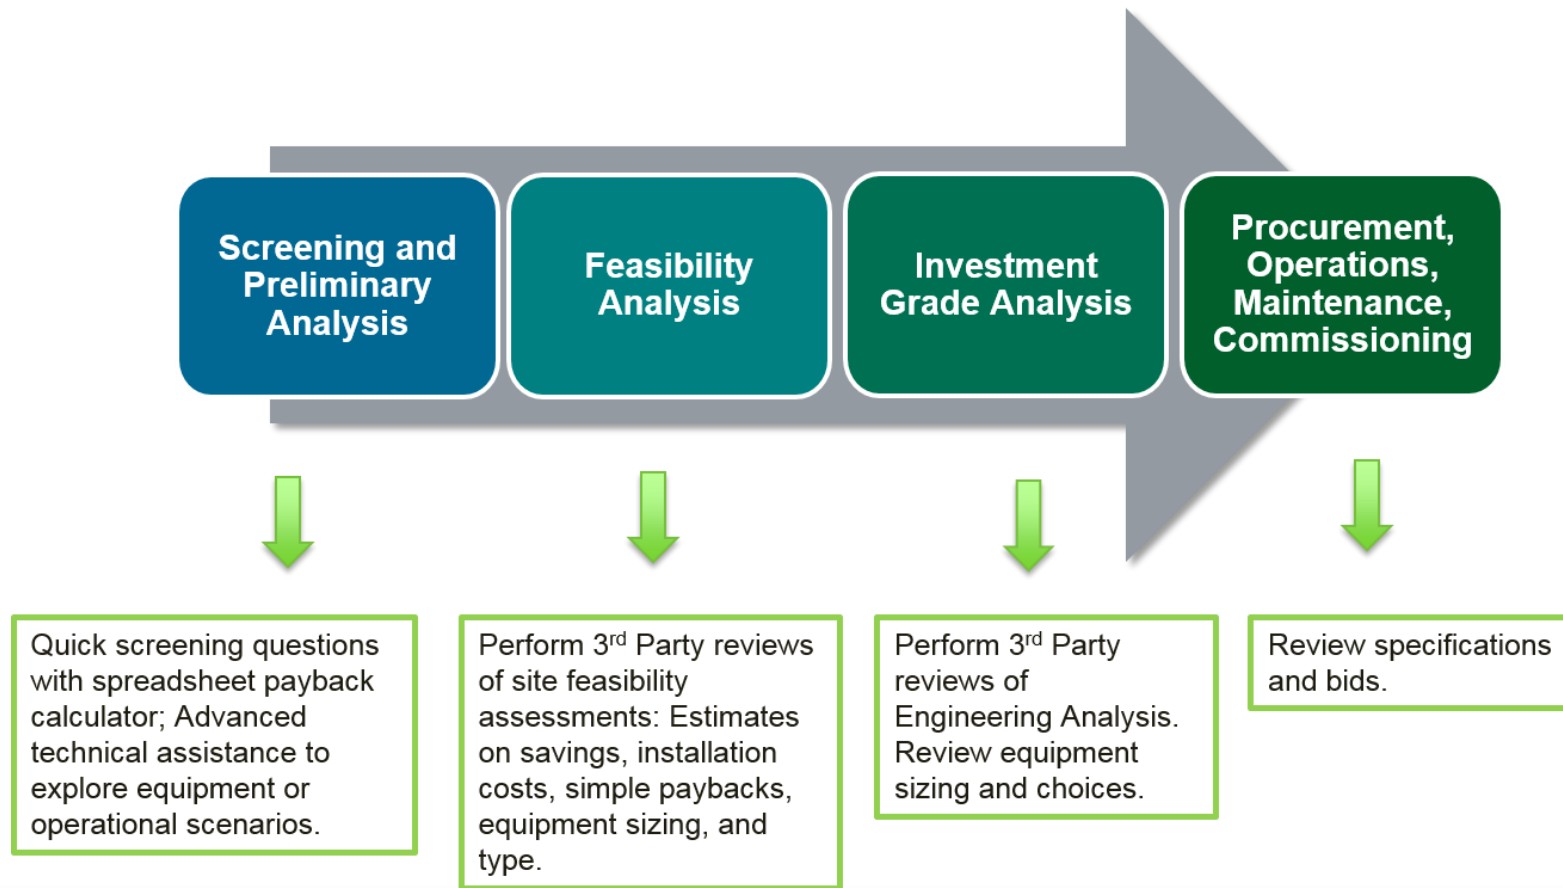 Screening and
Preliminary
Analysis
Feasibility
Analysis
Investment
Grade Analysis
Procurement,
Operations,
Maintenance,
Commissioning
Quick screening questions
with spreadsheet payback
calculator; Advanced
technical assistance to
explore equipment or
operational scenarios.
Perform 3rd Party reviews
of site feasibility
assessments: Estimates
on savings, installation
costs, simple paybacks,
equipment sizing, and
type.
Perform 3rd Party
reviews of
Engineering Analysis.
Review equipment
sizing and choices.
Review specifications
and bids.